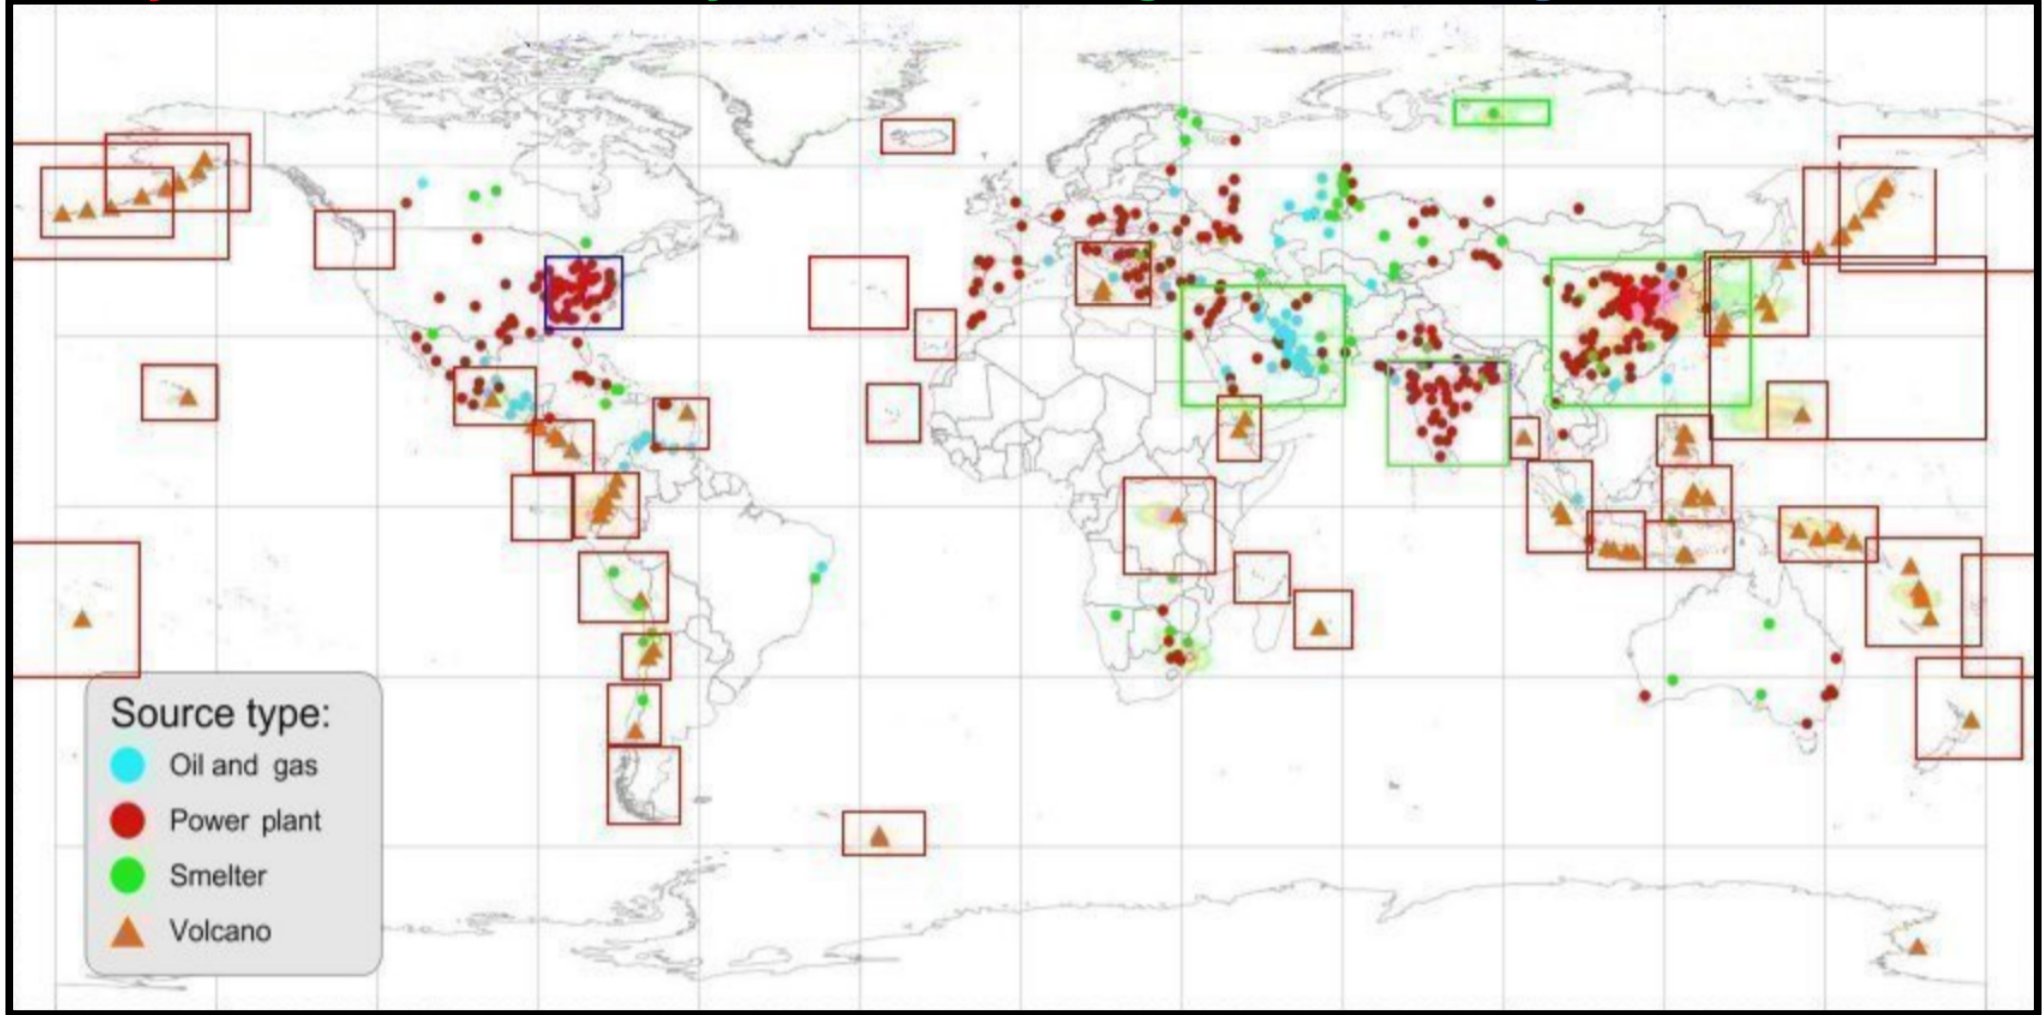 Source type:
Oil and gas
Power plant
Smelter
Volcano